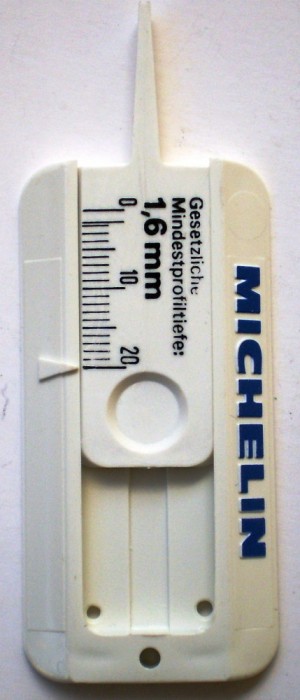 Gesetzliche
Mindestprofiltiefe:
1,6 mm
0 10 20
MICHELIN